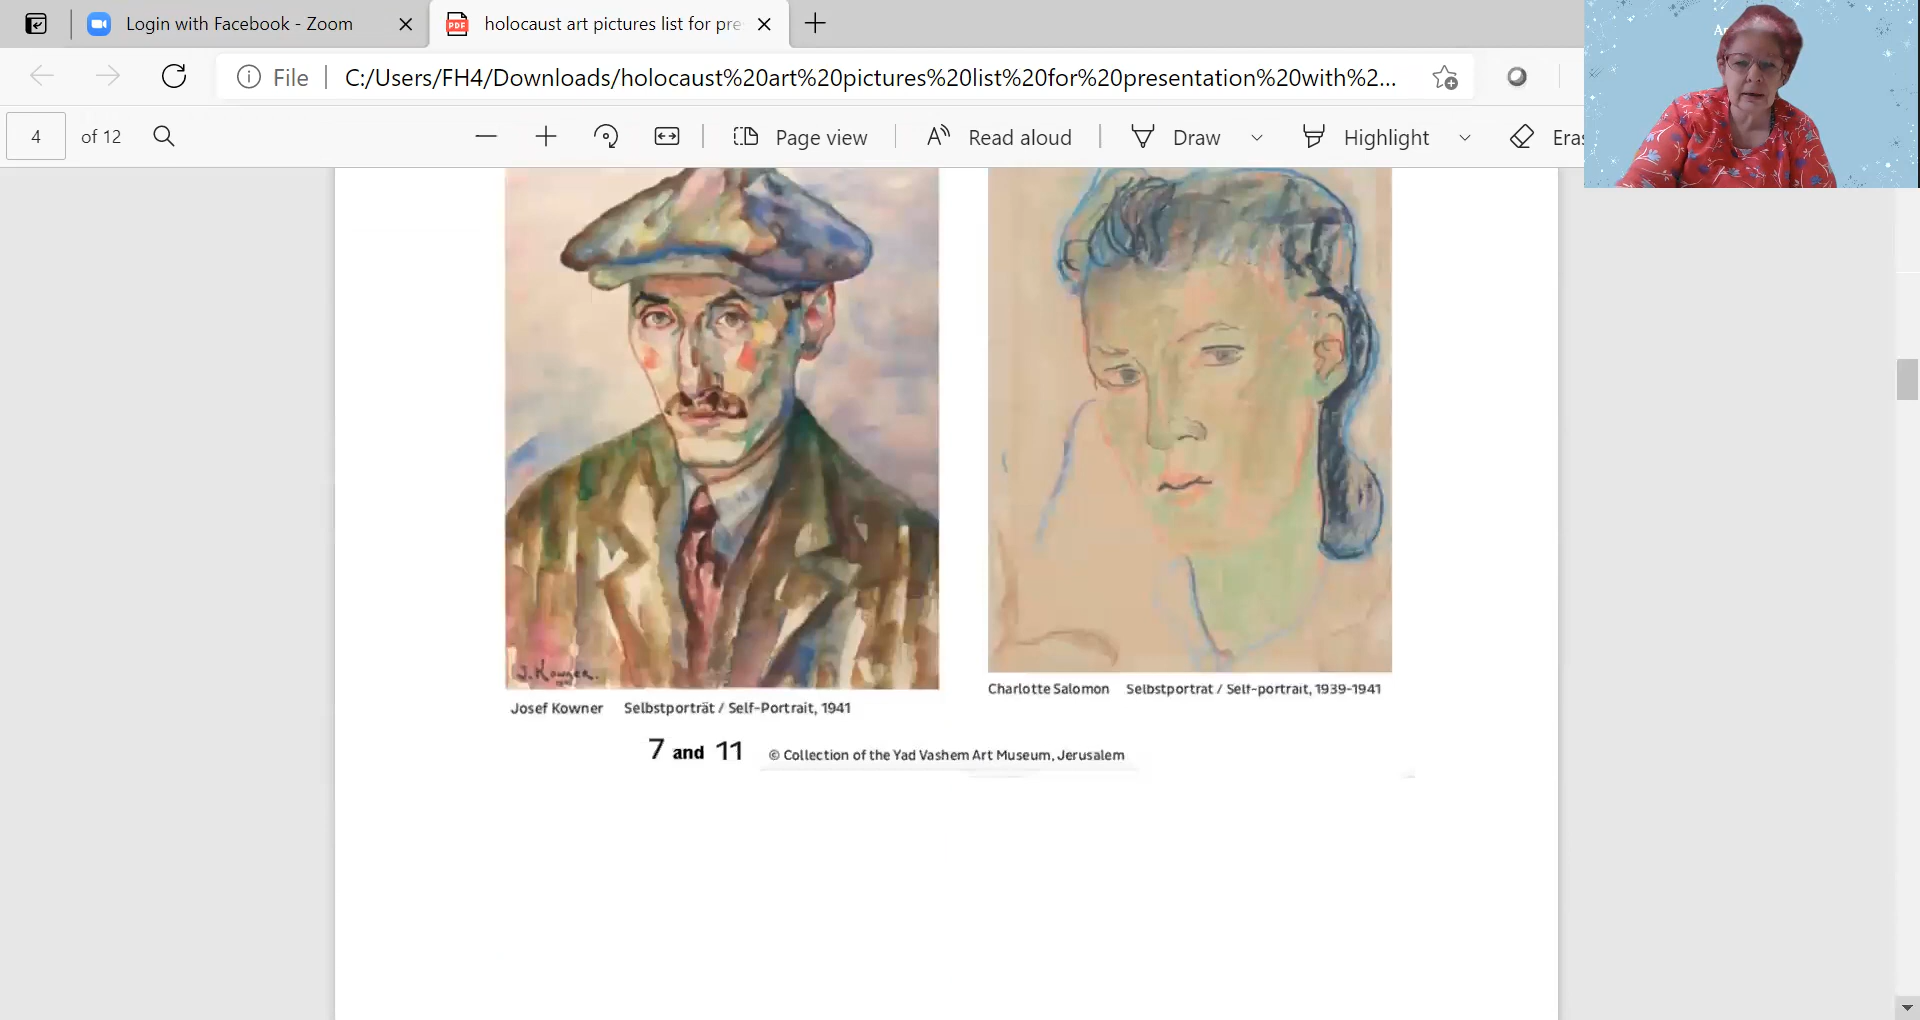 Login with Facebook - Zoom
PDF
holocaust art pictures list for pre
File
C:/Users/FH4/Downloads/holocaust%20art%20pictures%20list%20for%20presentation%20with%2...
4
of 12
Page view
Read aloud
Draw
Highlight
Eras
J. Kowner.
Josef Kowner Selbstporträt / Self-Portrait, 1941
Charlotte Salomon Selbstportrat / Self-portrait, 1939-1941
7 and 11
© Collection of the Yad Vashem Art Museum, Jerusalem